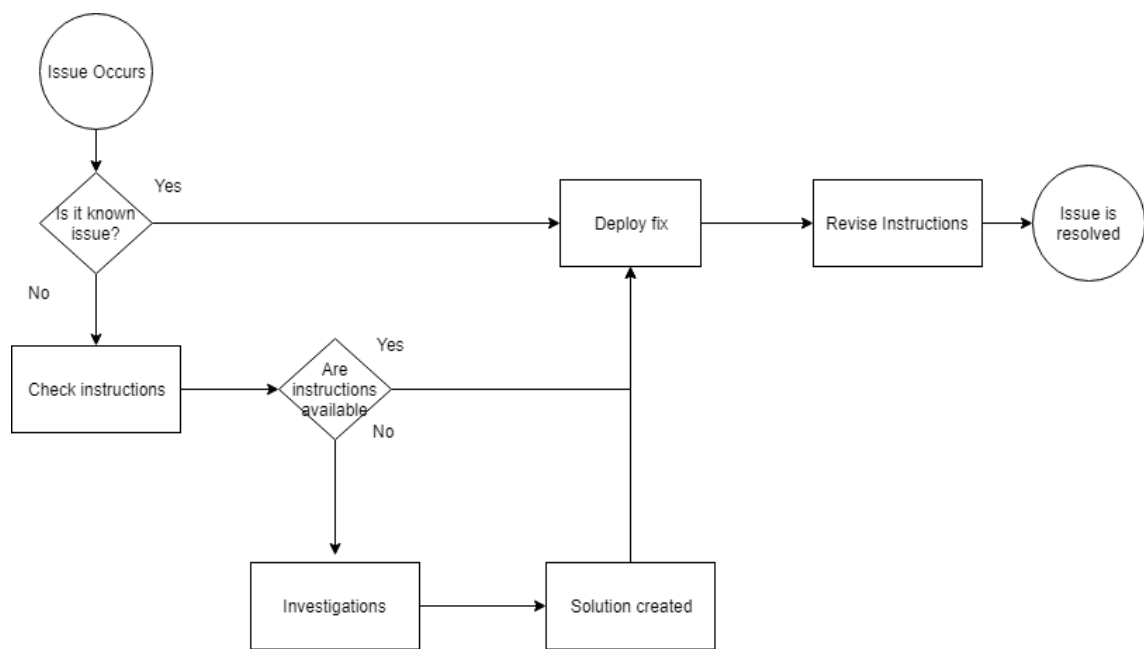 Issue Occurs
Yes
Is it known
issue?
Deploy fix
Revise Instructions
Issue is
resolved
No
Check instructions
Yes
Are
instructions
available
No
Investigations
Solution created